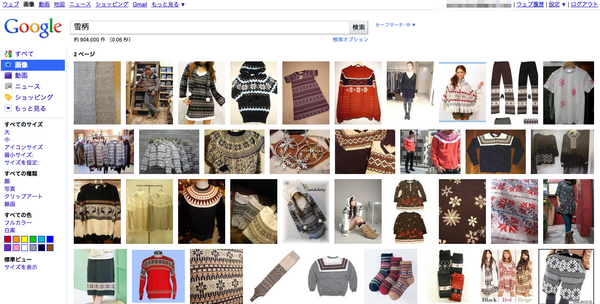 ウェブ 画像 動画 地図 ニュース ショッピング Gmail もっと見る ▼
| ウェブ履歴 | 設定 ▼ | ログアウト
Google
雪柄
検索
セーフサーチ: 中 ▼
約 904,000 件 (0.06 秒)
検索オプション
すべて
画像
動画
ニュース
ショッピング
もっと見る
すべてのサイズ
大
中
アイコンサイズ
最小サイズ:
サイズを指定:
すべての種類
顔
写真
クリップアート
線画
すべての色
フルカラー
白黒
標準ビュー
サイズを表示
2 ページ
Black
Red
Beige